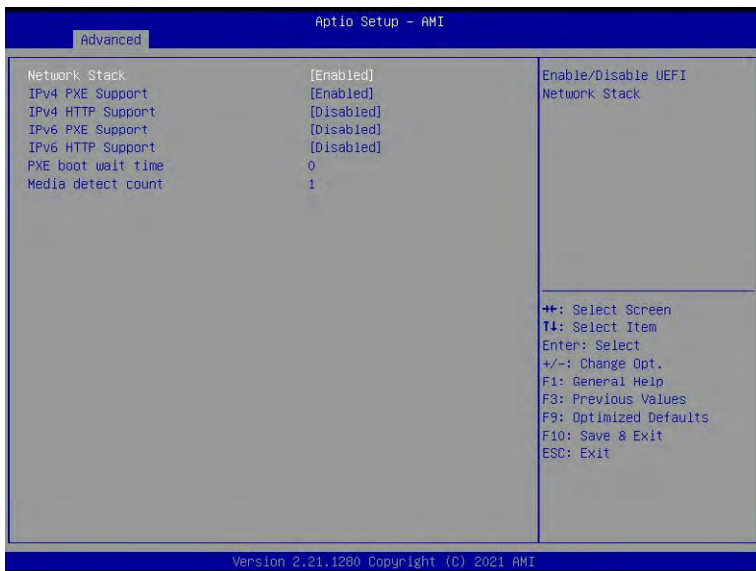 Aptio Setup – AMI
Advanced
Network Stack [Enabled]
IPv4 PXE Support [Enabled]
IPv4 HTTP Support [Disabled]
IPv6 PXE Support [Disabled]
IPv6 HTTP Support [Disabled]
PXE boot wait time 0
Media detect count 1
Enable/Disable UEFI
Network Stack
→←: Select Screen
↑↓: Select Item
Enter: Select
+/-: Change Opt.
F1: General Help
F3: Previous Values
F9: Optimized Defaults
F10: Save & Exit
ESC: Exit
Version 2.21.1280 Copyright (C) 2021 AMI